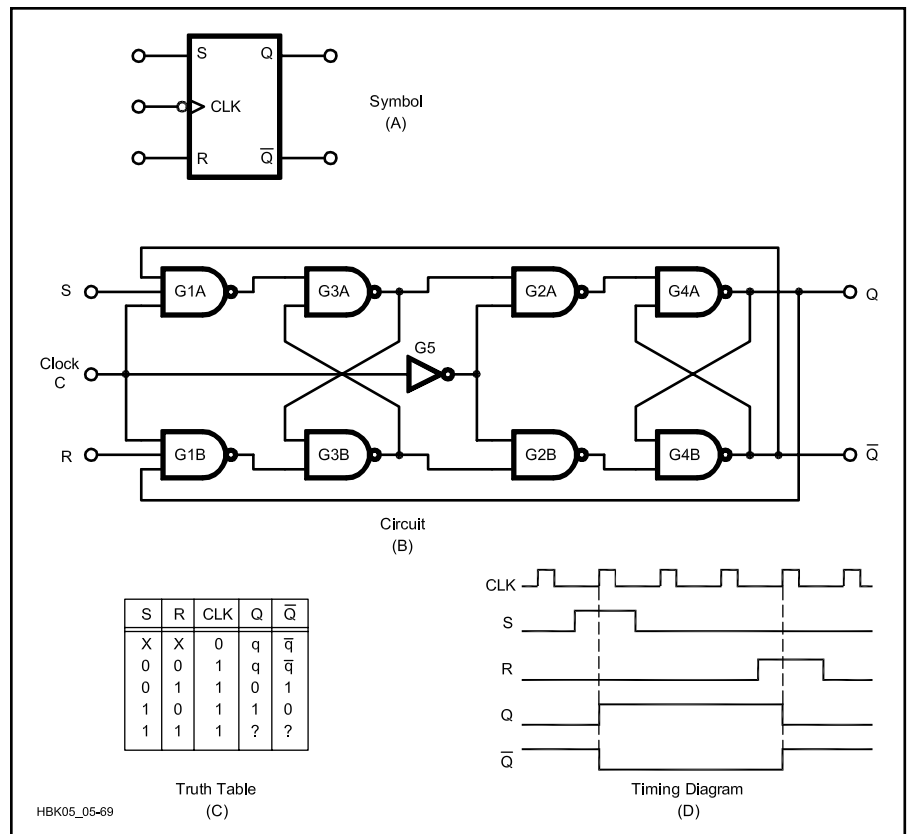 S Q
CLK
R Q̅
Symbol
(A)
G1A G3A G2A G4A
S Q
G5
Clock
C
G1B G3B G2B G4B
R Q̅
Circuit
(B)
S R CLK Q Q̅
X X 0 q q̅
0 0 1 q q̅
0 1 1 0 1
1 0 1 1 0
1 1 1 ? ?
Truth Table
(C)
CLK
S
R
Q
Q̅
Timing Diagram
(D)
HBK05_05-69